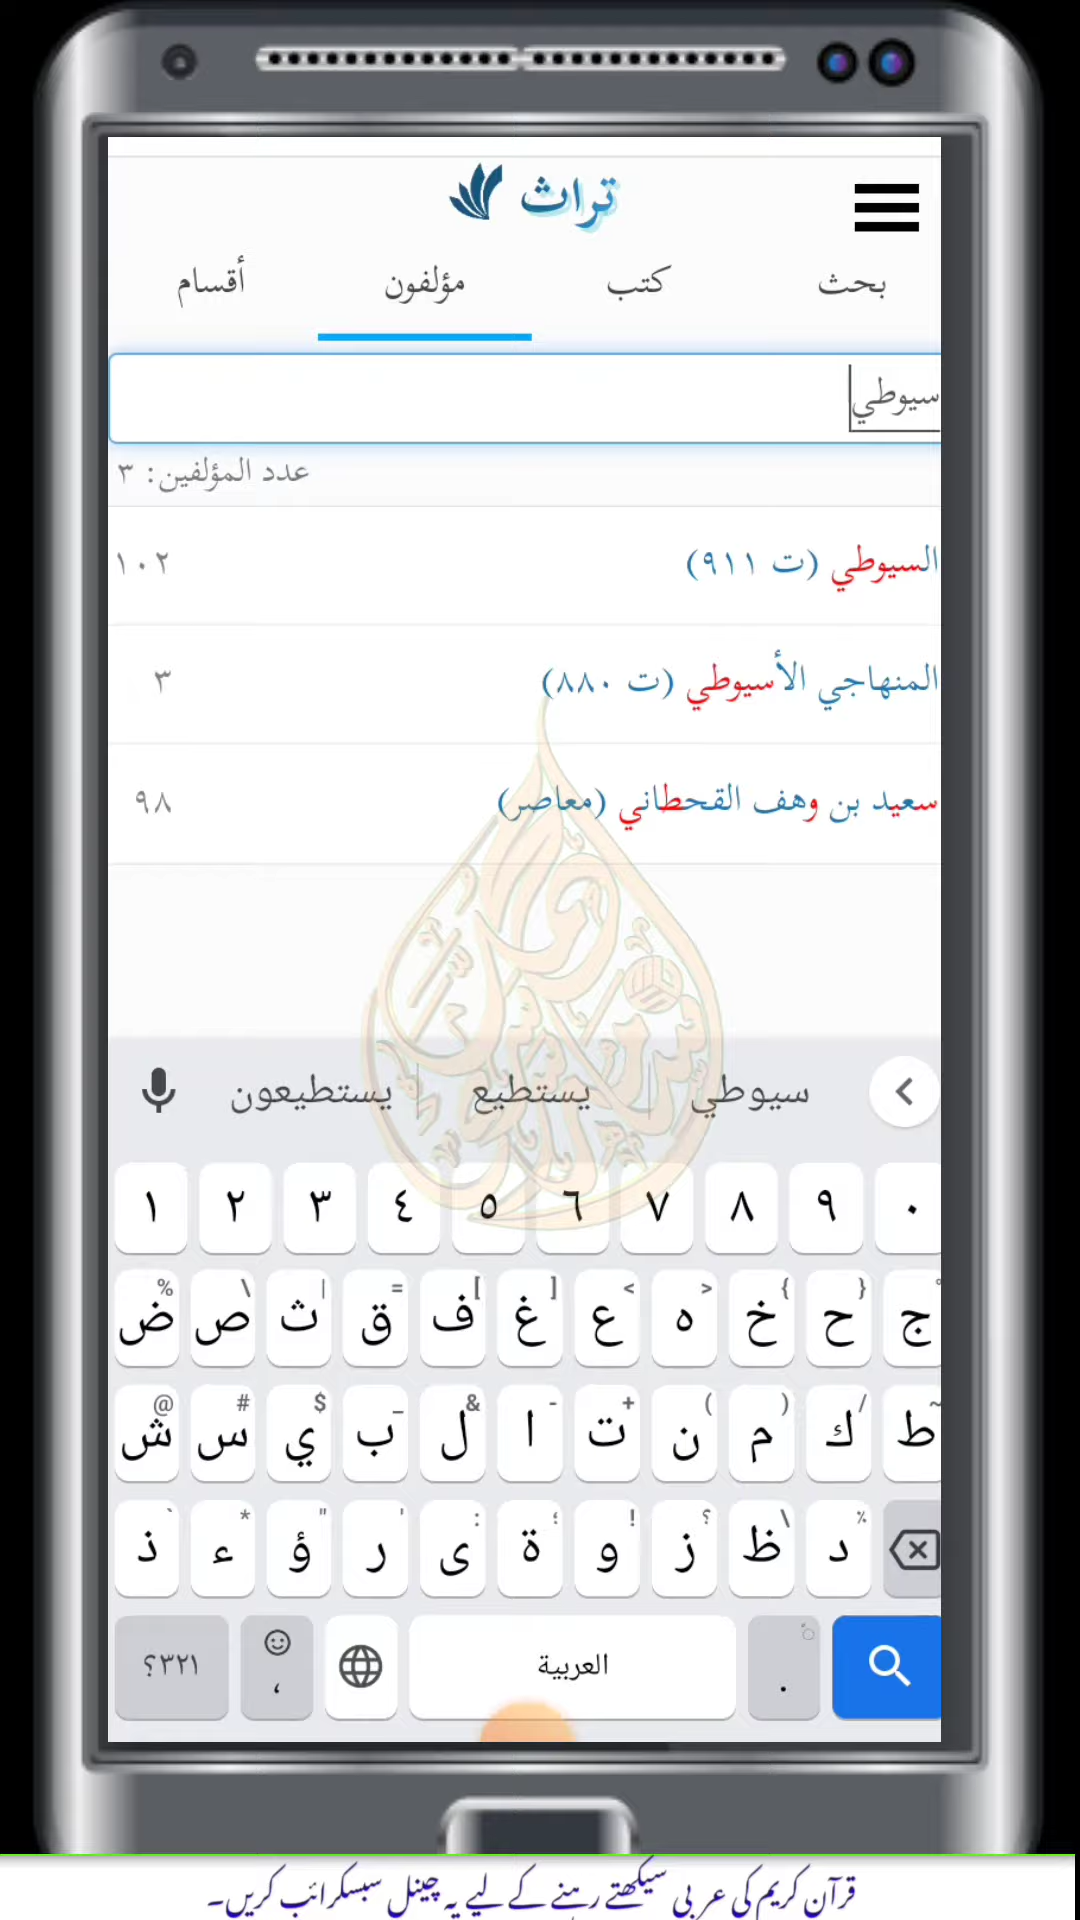 تراث
بحث كتب مؤلفون أقسام
سيوطي
عدد المؤلفين: ٣
السيوطي (ت ٩١١) ١٠٢
المنهاجي الأسيوطي (ت ٨٨٠) ٣
سعيد بن وهف القحطاني (معاصر) ٩٨
سيوطي يستطيع يستطيعون
١ ٢ ٣ ٤ ٥ ٦ ٧ ٨ ٩ ٠
% \ | = [ ] < > { } °
ض ص ث ق ف غ ع ه خ ح ج
@ # $ _ & - + ( ) / ~
ش س ي ب ل ا ت ن م ك ط
` * " ' : ؛ ! ؟ \ ٪
ذ ء ؤ ر ى ة و ز ظ د
؟٣٢١ ، العربية .
قرآن کریم کی عربی سیکھتے رہنے کے لیے یہ چینل سبسکرائب کریں۔